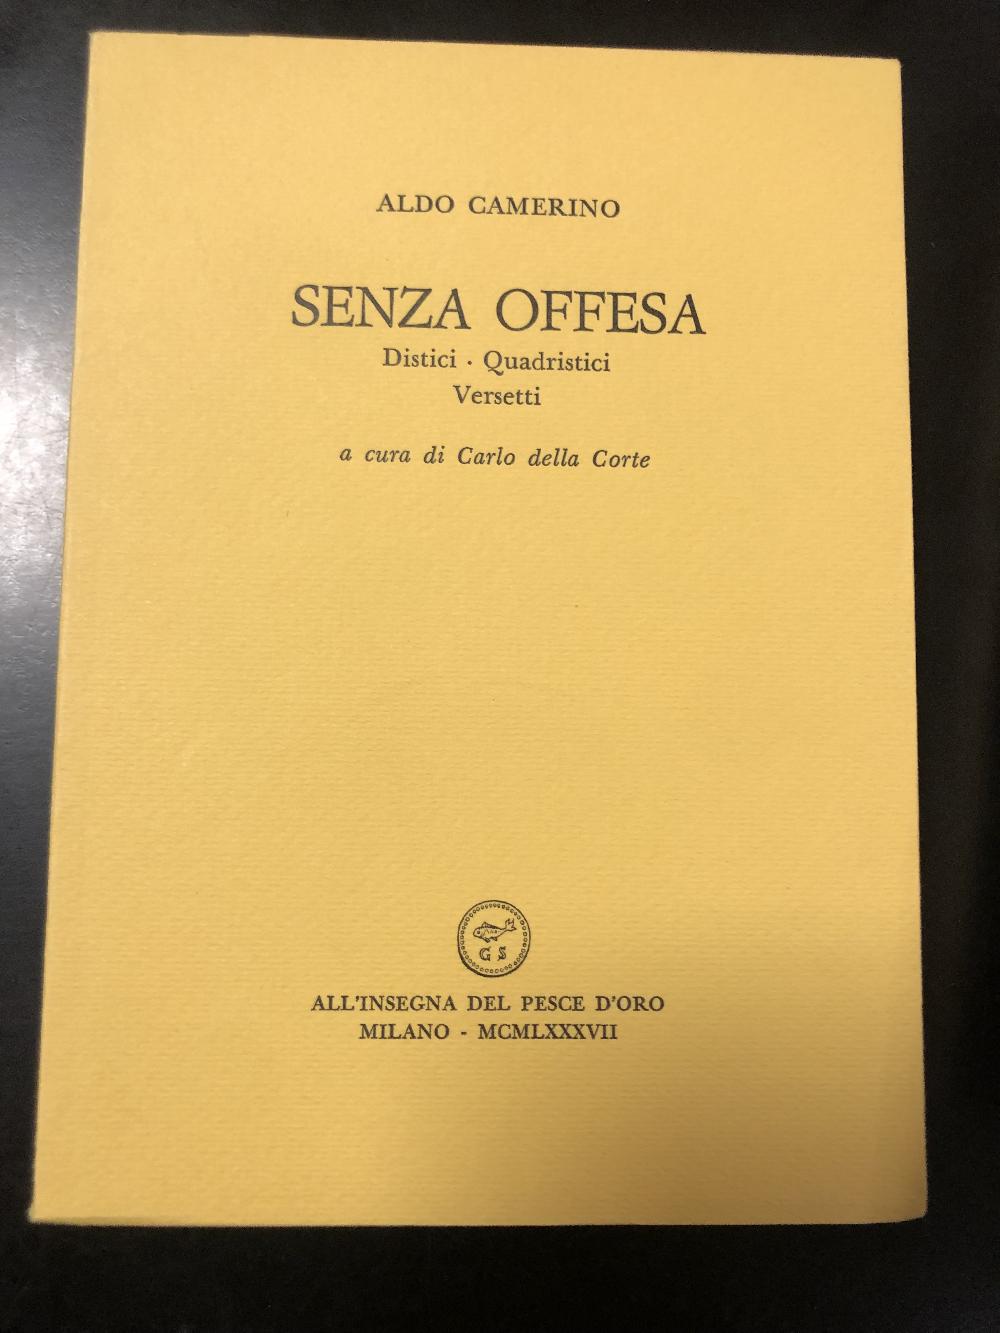 ALDO CAMERINO
SENZA OFFESA
Distici · Quadristici
Versetti
a cura di Carlo della Corte
G S
ALL'INSEGNA DEL PESCE D'ORO
MILANO - MCMLXXXVII